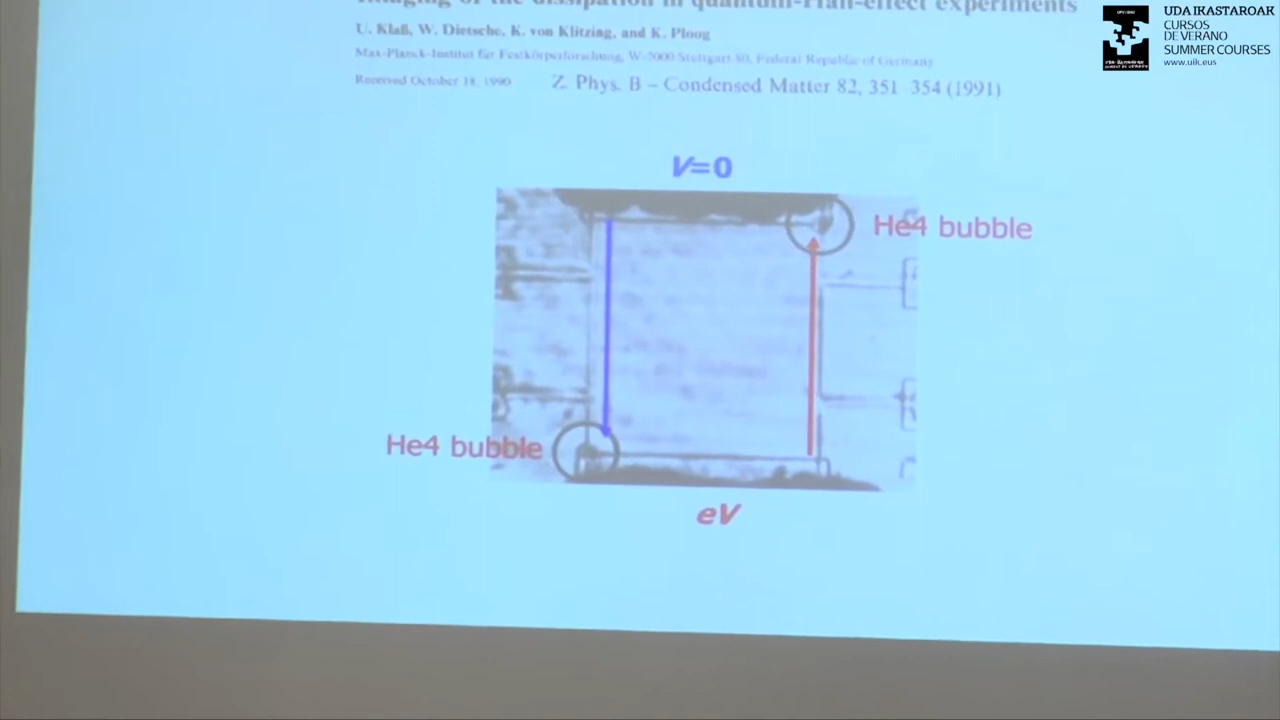 Imaging of the dissipation in quantum-Hall-effect experiments
U. Klaß, W. Dietsche, K. von Klitzing, and K. Ploog
Max-Planck-Institut für Festkörperforschung, W-7000 Stuttgart 80, Federal Republic of Germany
Received October 18, 1990
Z. Phys. B – Condensed Matter 82, 351–354 (1991)
V=0
He4 bubble
He4 bubble
eV
UPV/EHU
UDA IKASTAROAK
CURSOS
DE VERANO
SUMMER COURSES
www.uik.eus